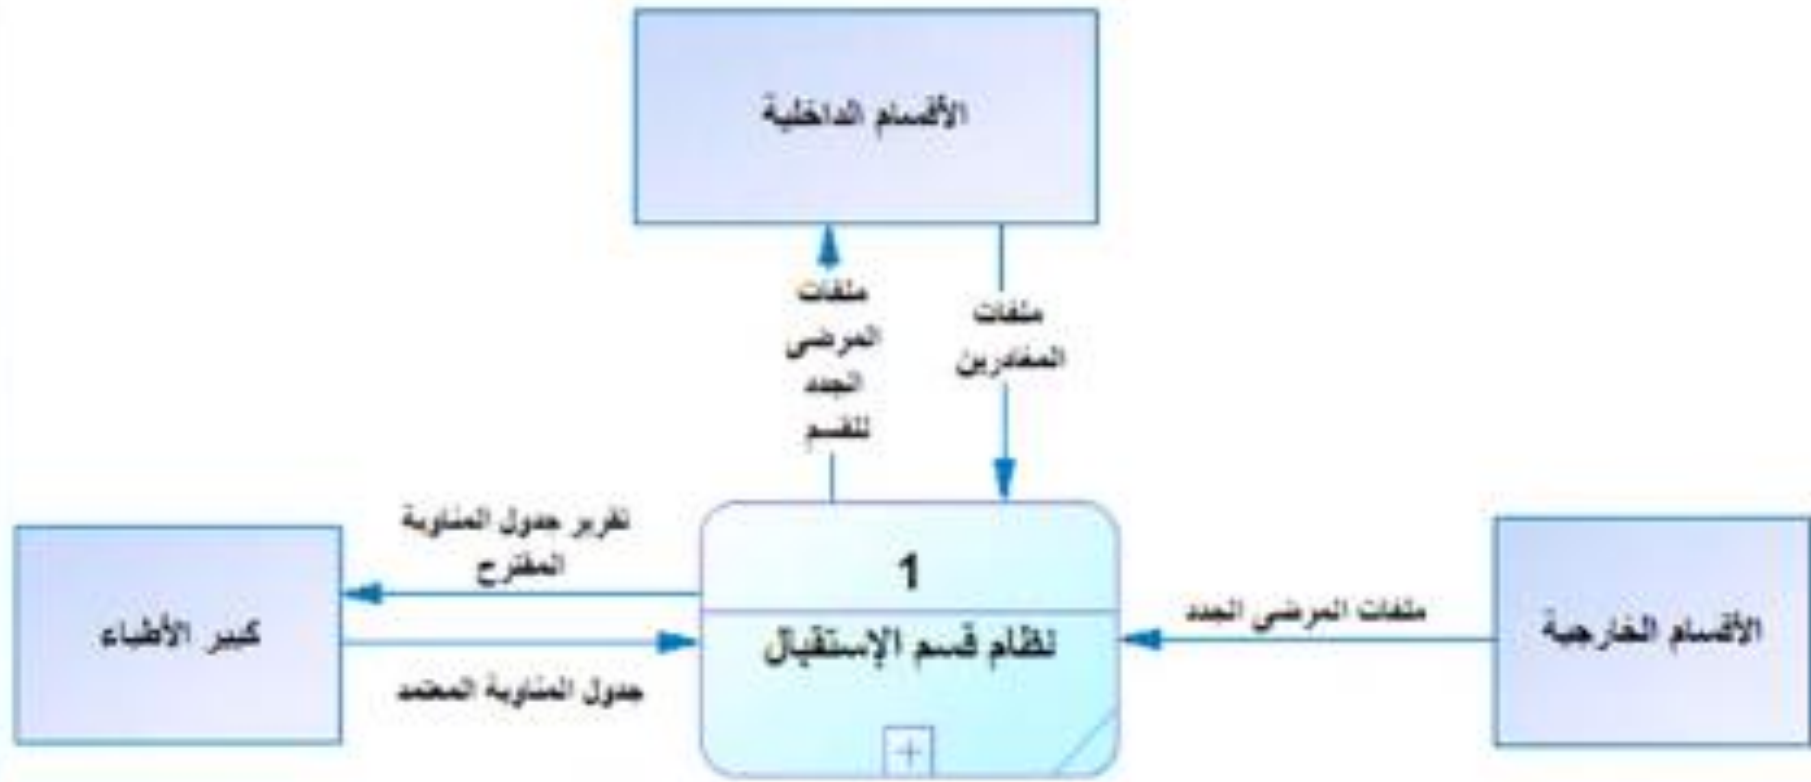 الأقسام الداخلية
ملفات
المرضى
الجدد
للقسم
ملفات
المغادرين
تقرير جدول المناوبة
المقترح
كبير الأطباء
جدول المناوبة المعتمد
1
نظام قسم الإستقبال
ملفات المرضى الجدد
الأقسام الخارجية